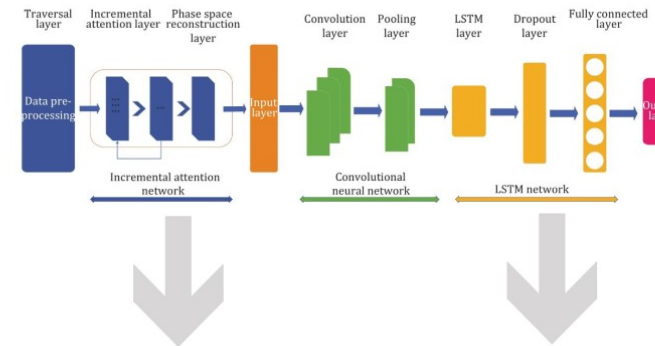 Traversal
layer
Incremental
attention layer
Phase space
reconstruction
layer
Convolution
layer
Pooling
layer
LSTM
layer
Dropout
layer
Fully connected
layer
Data pre-
processing
Input
layer
Incremental attention
network
Convolutional
neural network
LSTM network